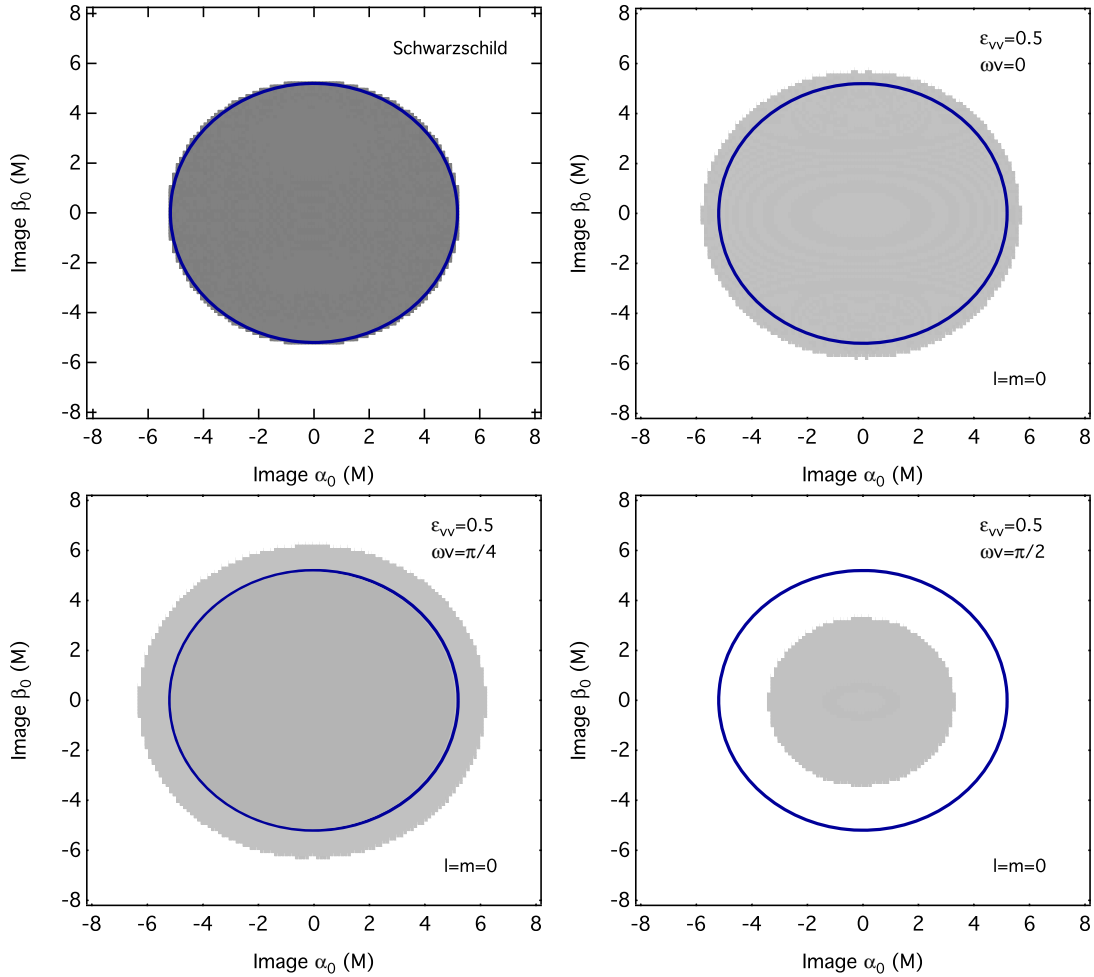 8
6
4
2
0
-2
-4
-6
-8
Image β₀ (M)
Schwarzschild
-8 -6 -4 -2 0 2 4 6 8
Image α₀ (M)
8
6
4
2
0
-2
-4
-6
-8
Image β₀ (M)
εᵥᵥ=0.5
ωv=0
l=m=0
-8 -6 -4 -2 0 2 4 6 8
Image α₀ (M)
8
6
4
2
0
-2
-4
-6
-8
Image β₀ (M)
εᵥᵥ=0.5
ωv=π/4
l=m=0
-8 -6 -4 -2 0 2 4 6 8
Image α₀ (M)
8
6
4
2
0
-2
-4
-6
-8
Image β₀ (M)
εᵥᵥ=0.5
ωv=π/2
l=m=0
-8 -6 -4 -2 0 2 4 6 8
Image α₀ (M)